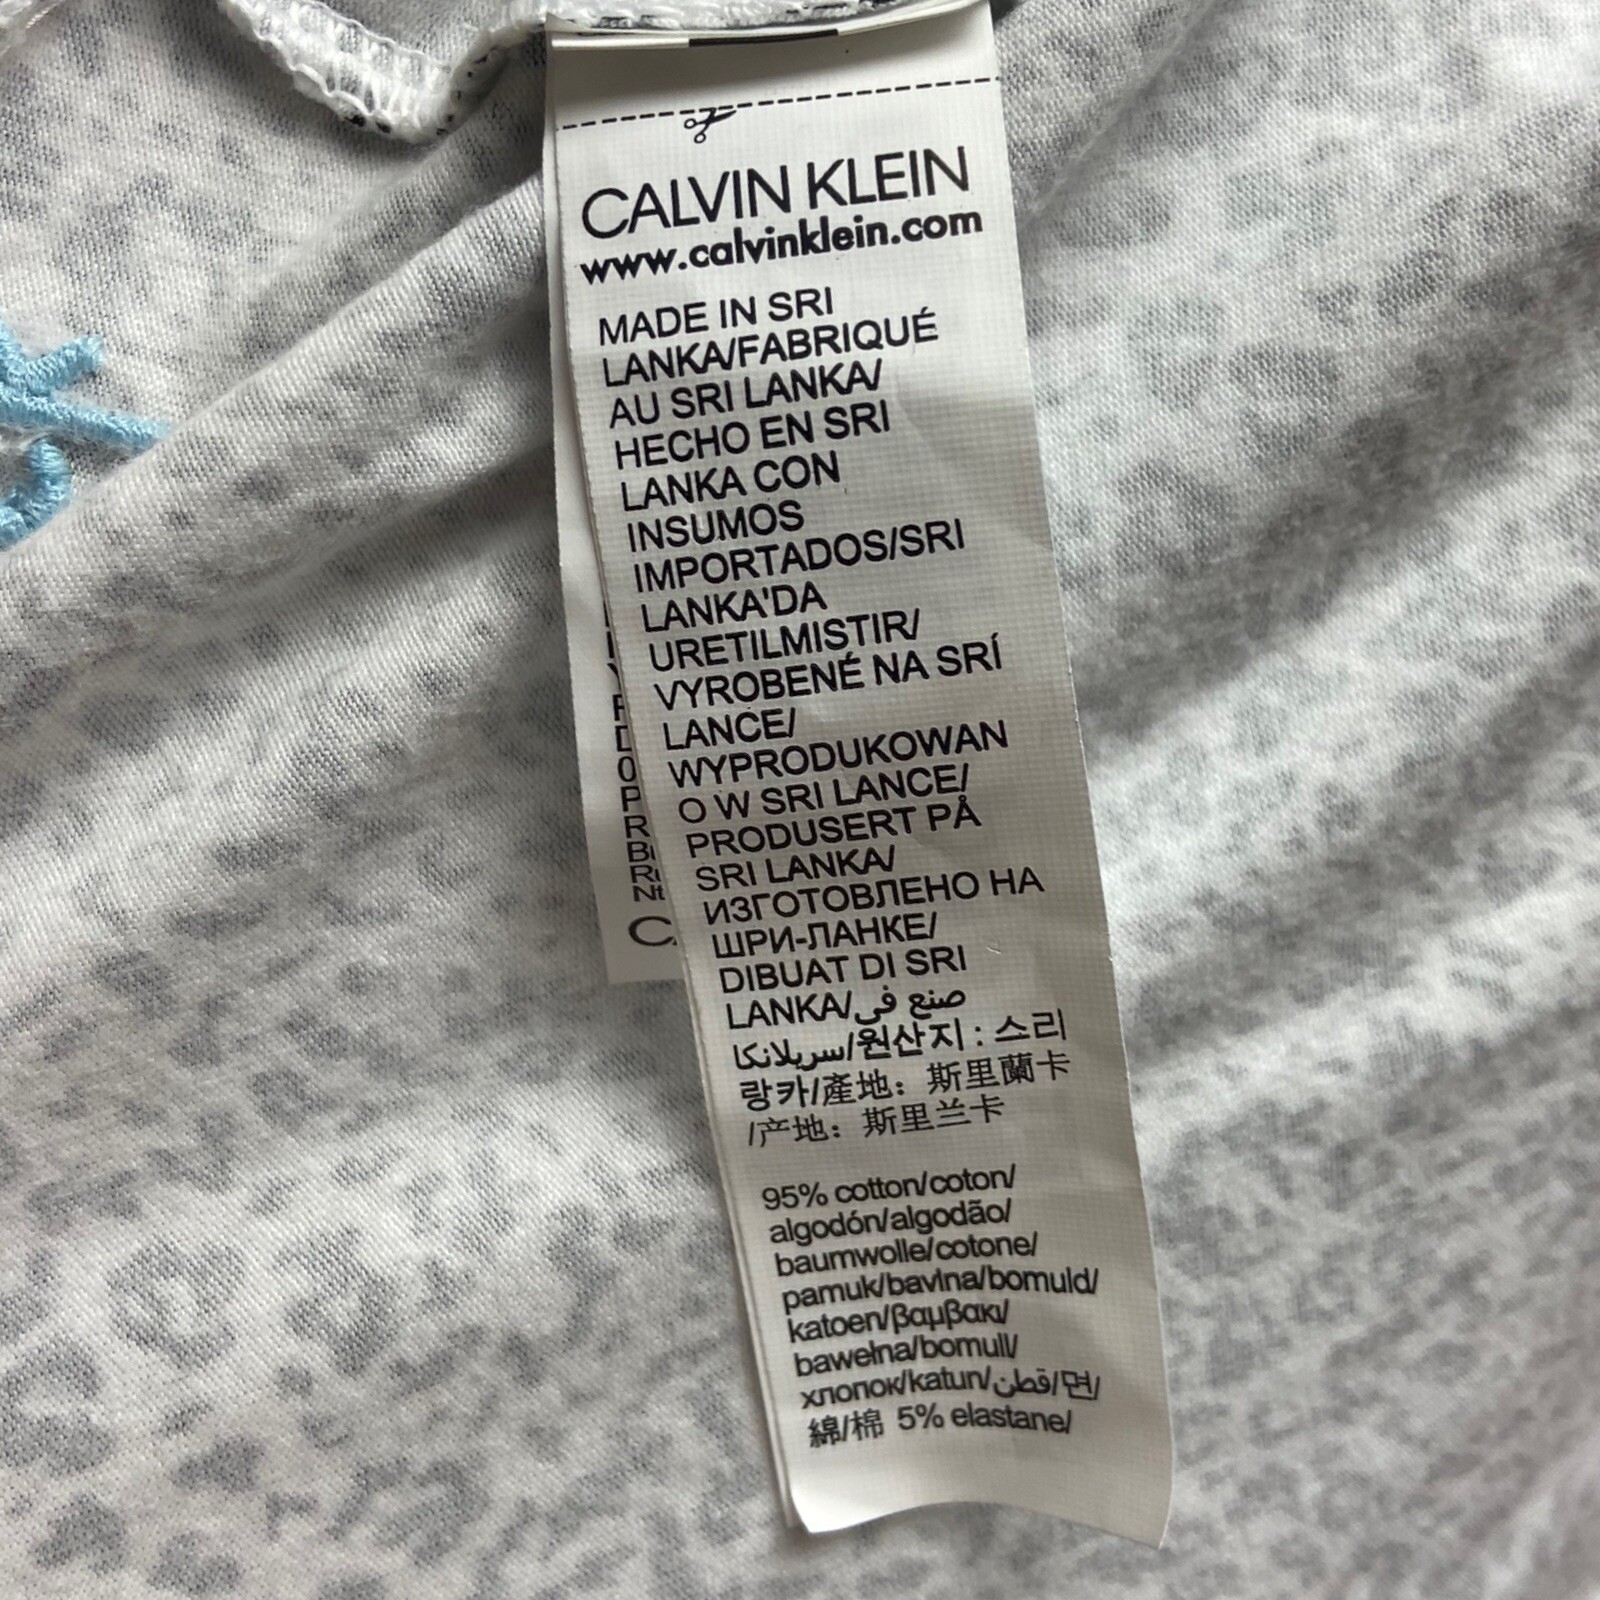 CALVIN KLEIN
www.calvinklein.com
MADE IN SRI
LANKA/FABRIQUÉ
AU SRI LANKA/
HECHO EN SRI
LANKA CON
INSUMOS
IMPORTADOS/SRI
LANKA'DA
URETILMISTIR/
VYROBENÉ NA SRÍ
LANCE/
WYPRODUKOWAN
O W SRI LANCE/
PRODUSERT PÅ
SRI LANKA/
ИЗГОТОВЛЕНО НА
ШРИ-ЛАНКЕ/
DIBUAT DI SRI
LANKA/صنع في
سريلانكا/원산지 : 스리
랑카/產地：斯里蘭卡
/产地：斯里兰卡
95% cotton/coton/
algodón/algodão/
baumwolle/cotone/
pamuk/bavlna/bomuld/
katoen/βαμβακι/
bawełna/bomull/
хлопок/katun/قطن/면/
綿/棉 5% elastane/